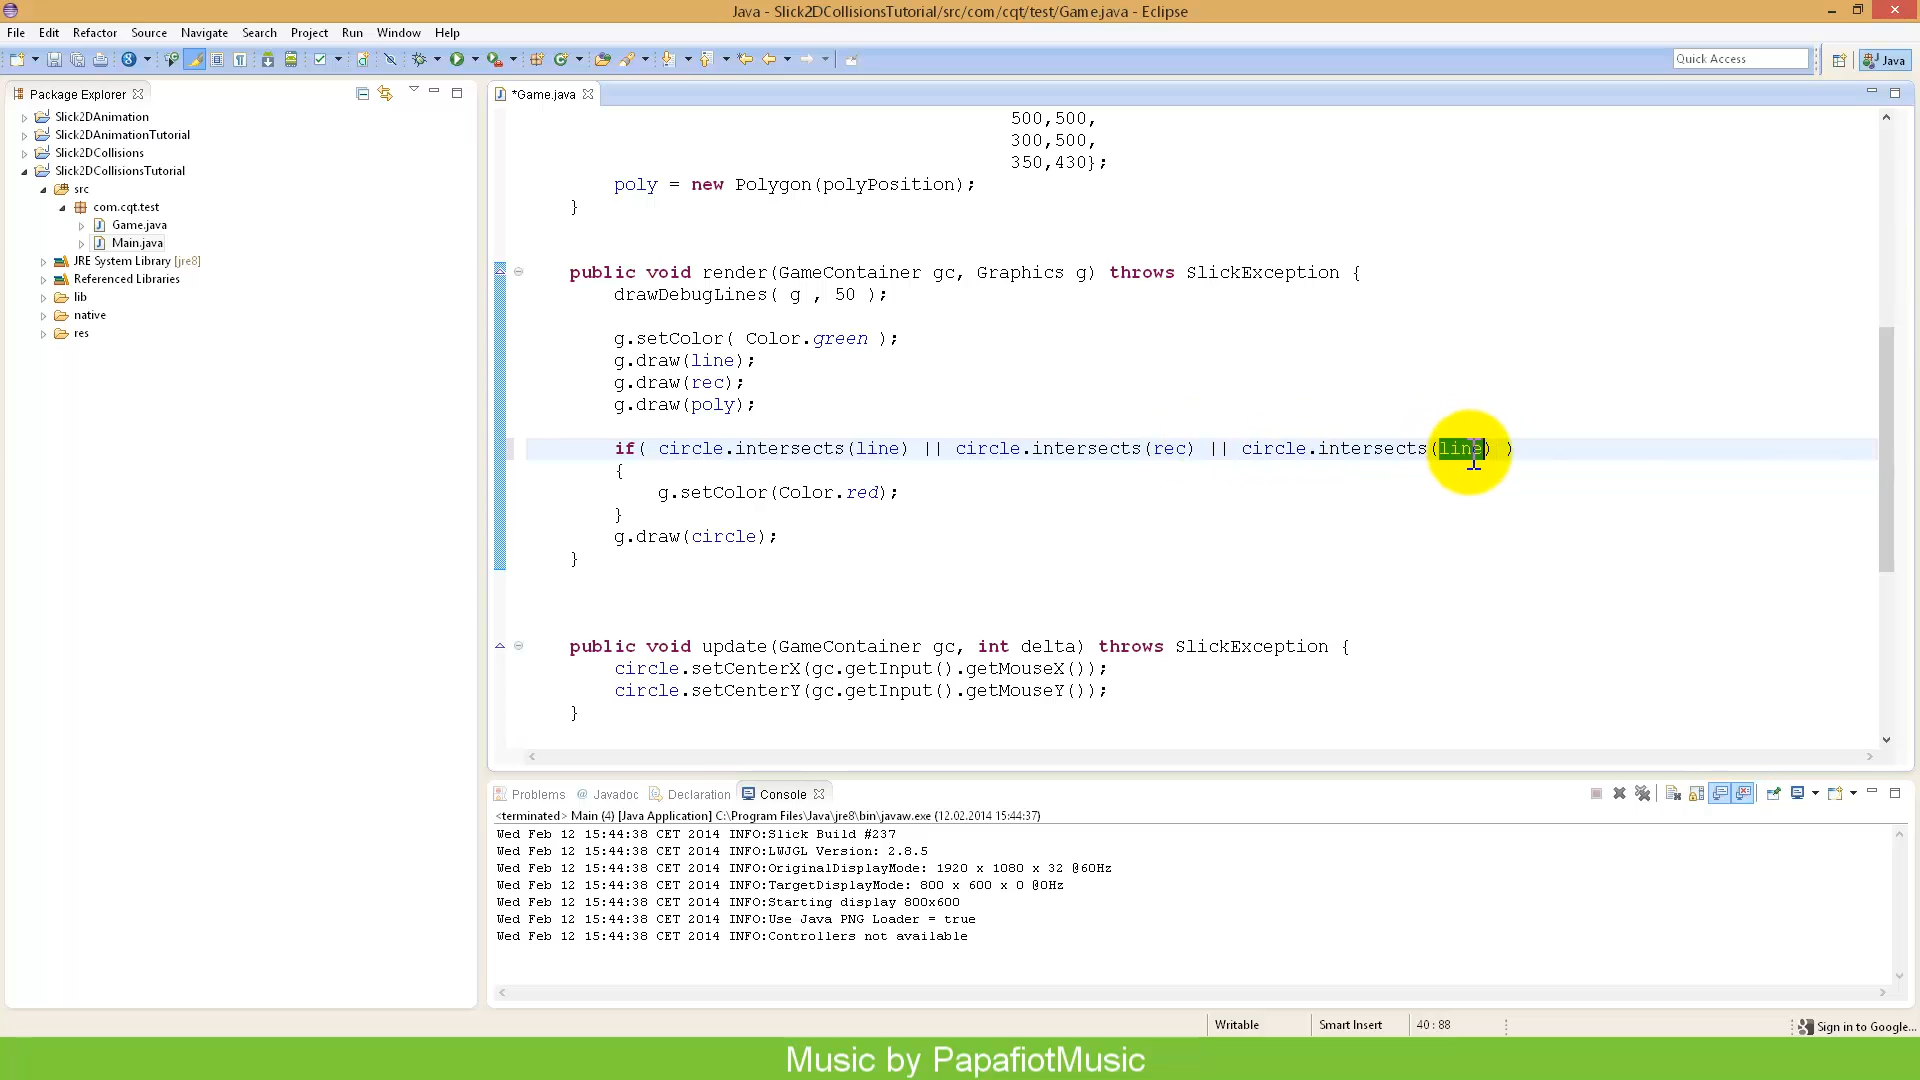 Java - Slick2DCollisionsTutorial/src/com/cqt/test/Game.java - Eclipse
File Edit Refactor Source Navigate Search Project Run Window Help
Quick Access
Java
Package Explorer
*Game.java
Slick2DAnimation
Slick2DAnimationTutorial
Slick2DCollisions
Slick2DCollisionsTutorial
src
com.cqt.test
Game.java
Main.java
JRE System Library [jre8]
Referenced Libraries
lib
native
res
500,500,
300,500,
350,430};
poly = new Polygon(polyPosition);
}
public void render(GameContainer gc, Graphics g) throws SlickException {
drawDebugLines( g , 50 );
g.setColor( Color.green );
g.draw(line);
g.draw(rec);
g.draw(poly);
if( circle.intersects(line) || circle.intersects(rec) || circle.intersects(line) )
{
g.setColor(Color.red);
}
g.draw(circle);
}
public void update(GameContainer gc, int delta) throws SlickException {
circle.setCenterX(gc.getInput().getMouseX());
circle.setCenterY(gc.getInput().getMouseY());
}
Problems @ Javadoc Declaration Console
<terminated> Main (4) [Java Application] C:\Program Files\Java\jre8\bin\javaw.exe (12.02.2014 15:44:37)
Wed Feb 12 15:44:38 CET 2014 INFO:Slick Build #237
Wed Feb 12 15:44:38 CET 2014 INFO:LWJGL Version: 2.8.5
Wed Feb 12 15:44:38 CET 2014 INFO:OriginalDisplayMode: 1920 x 1080 x 32 @60Hz
Wed Feb 12 15:44:38 CET 2014 INFO:TargetDisplayMode: 800 x 600 x 0 @0Hz
Wed Feb 12 15:44:38 CET 2014 INFO:Starting display 800x600
Wed Feb 12 15:44:38 CET 2014 INFO:Use Java PNG Loader = true
Wed Feb 12 15:44:38 CET 2014 INFO:Controllers not available
Writable Smart Insert 40 : 88 Sign in to Google...
Music by PapafiotMusic